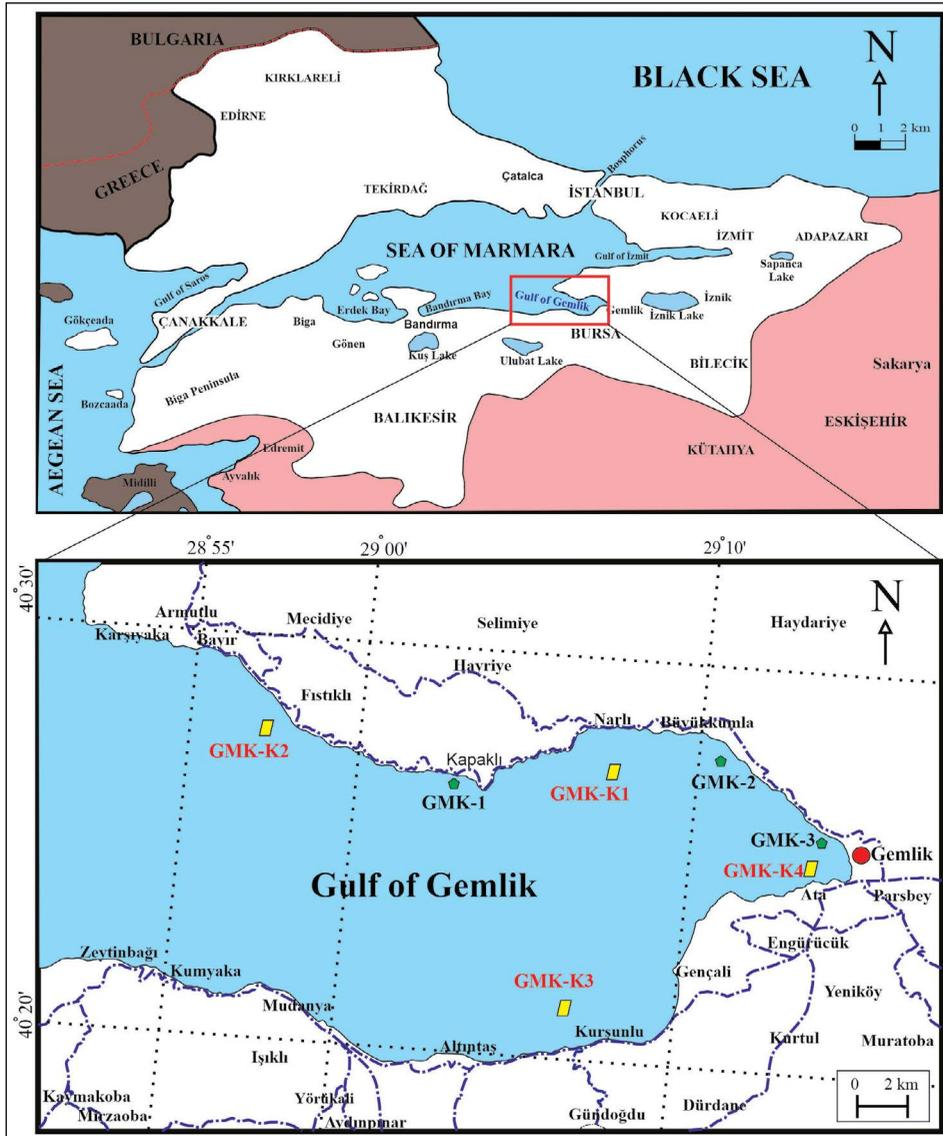 BULGARIA
KIRKLARELİ
EDİRNE
GREECE
BLACK SEA
N
0 1 2 km
Çatalca
Bosphorus
TEKİRDAĞ
İSTANBUL
KOCAELİ
İZMİT
ADAPAZARI
SEA OF MARMARA
Gulf of İzmit
Sapanca
Lake
Gulf of Saros
Gökçeada
ÇANAKKALE
Biga
Erdek Bay
Bandırma Bay
Gulf of Gemlik
Gemlik
İznik
İznik Lake
Bandırma
BURSA
Gönen
Kuş Lake
Ulubat Lake
BİLECİK
Sakarya
Biga Peninsula
Bozcaada
AEGEAN SEA
BALIKESİR
ESKİŞEHİR
Edremit
KÜTAHYA
Midilli
Ayvalık
28°55'
29°00'
29°10'
40°30'
N
Armutlu
Mecidiye
Selimiye
Haydariye
Karşıyaka
Bayır
Hayriye
Fıstıklı
Narlı
Büyükkumla
GMK-K2
Kapaklı
GMK-1
GMK-K1
GMK-2
GMK-3
Gemlik
GMK-K4
Gulf of Gemlik
Ata
Parsbey
Engürücük
Zeytinbağı
Kumyaka
GMK-K3
Gençali
Yeniköy
Mudanya
40°20'
Kurşunlu
Altıntaş
Kurtul
Muratoba
Işıklı
0 2 km
Kaymakoba
Yörükali
Dürdane
Mirzaoba
Aydınpınar
Gündoğdu